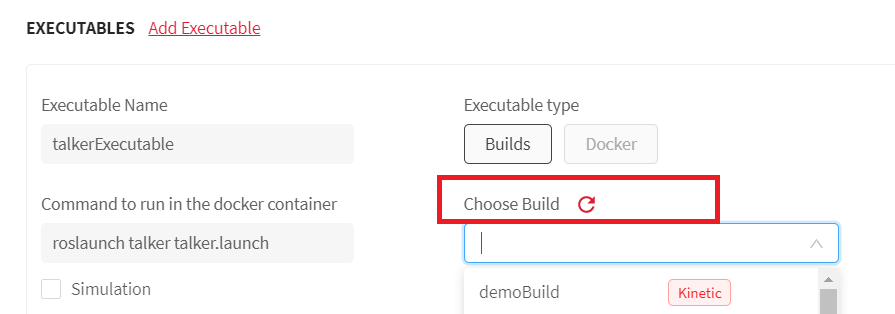 EXECUTABLES Add Executable
Executable Name Executable type
talkerExecutable Builds Docker
Command to run in the docker container Choose Build
roslaunch talker talker.launch
Simulation demoBuild Kinetic